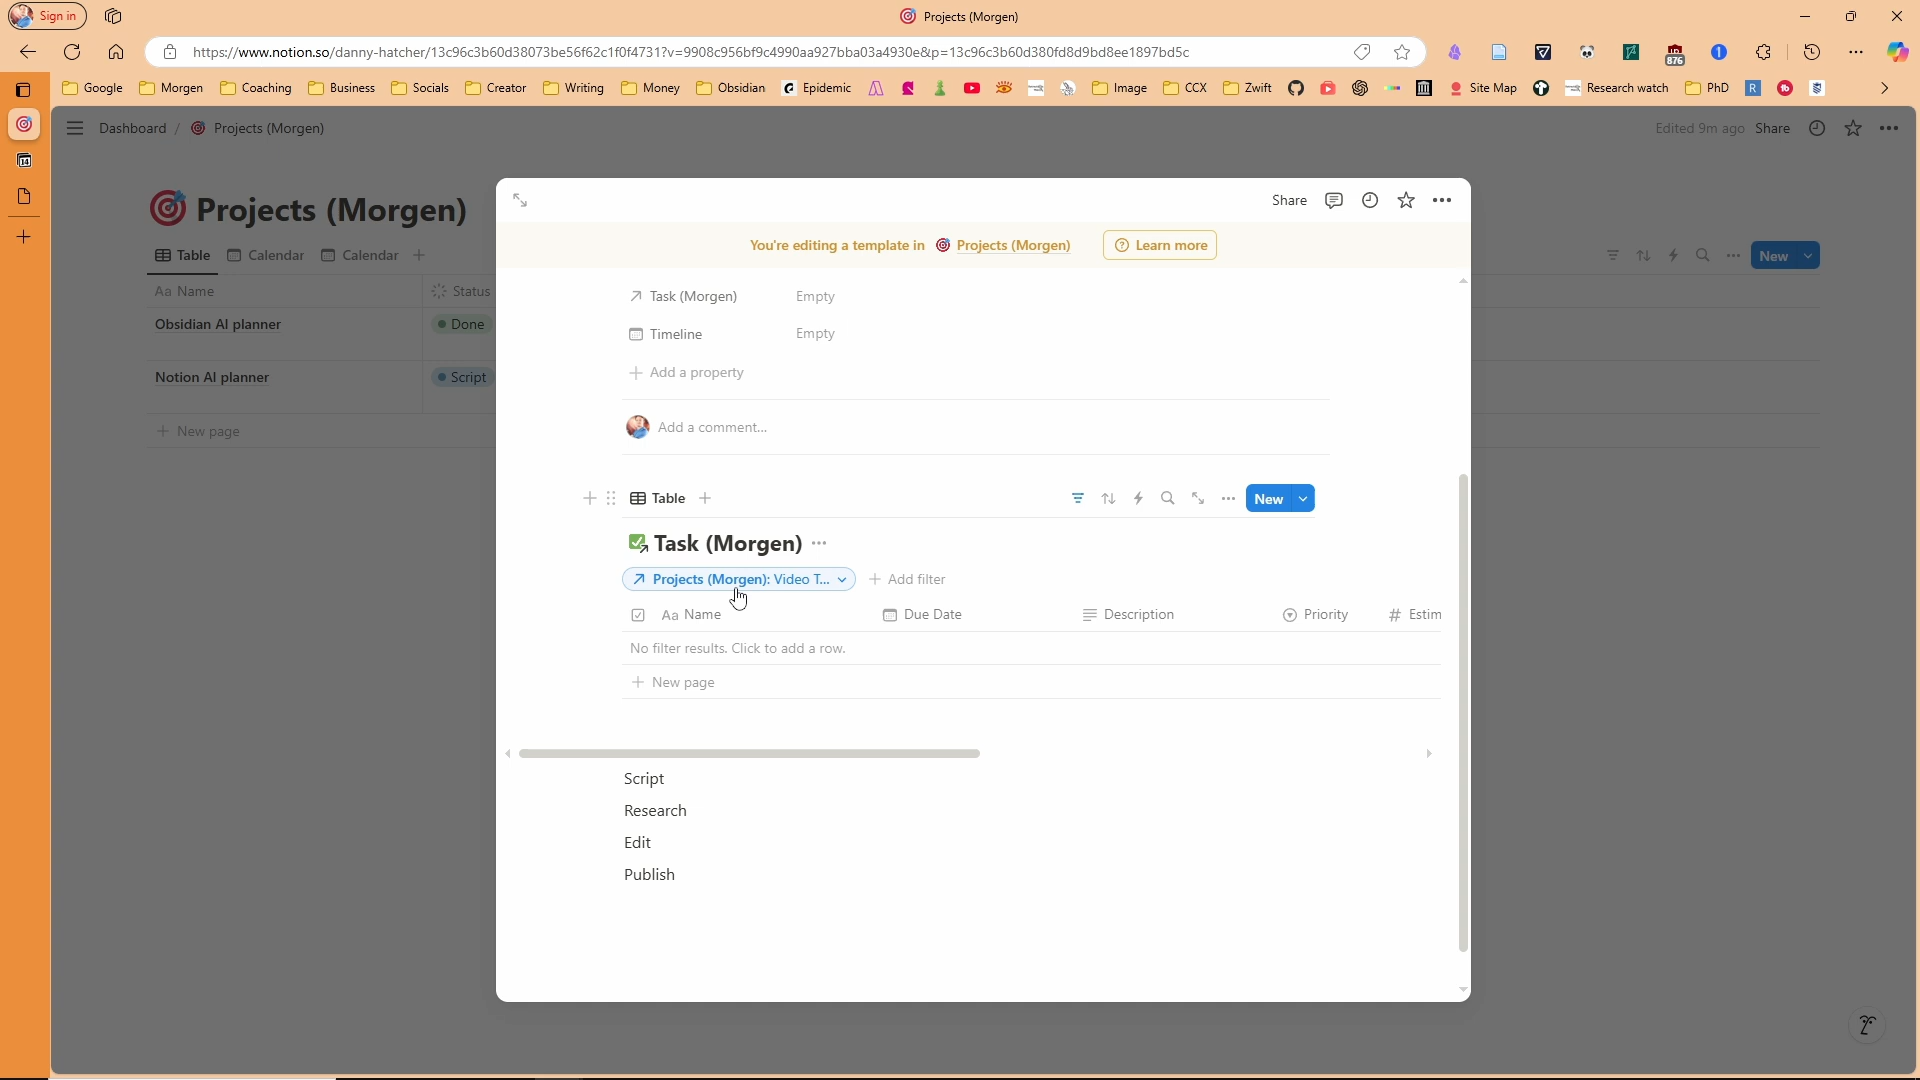 Sign in
Projects (Morgen)
https://www.notion.so/danny-hatcher/13c96c3b60d38073be56f62c1f0f4731?v=9908c956bf9c4990aa927bba03a4930e&p=13c96c3b60d380fd8d9bd8ee1897bd5c
876
Google Morgen Coaching Business Socials Creator Writing Money Obsidian Epidemic Image CCX Zwift Site Map Research watch PhD
14
Dashboard / Projects (Morgen)
Edited 9m ago Share
Projects (Morgen)
Table Calendar Calendar
New
Aa Name Status
Obsidian AI planner Done
Notion AI planner Script
New page
Share
You're editing a template in Projects (Morgen) Learn more
Task (Morgen) Empty
Timeline Empty
Add a property
Add a comment...
Table
New
Task (Morgen)
Projects (Morgen): Video T... Add filter
Aa Name Due Date Description Priority # Estim
No filter results. Click to add a row.
New page
Script
Research
Edit
Publish